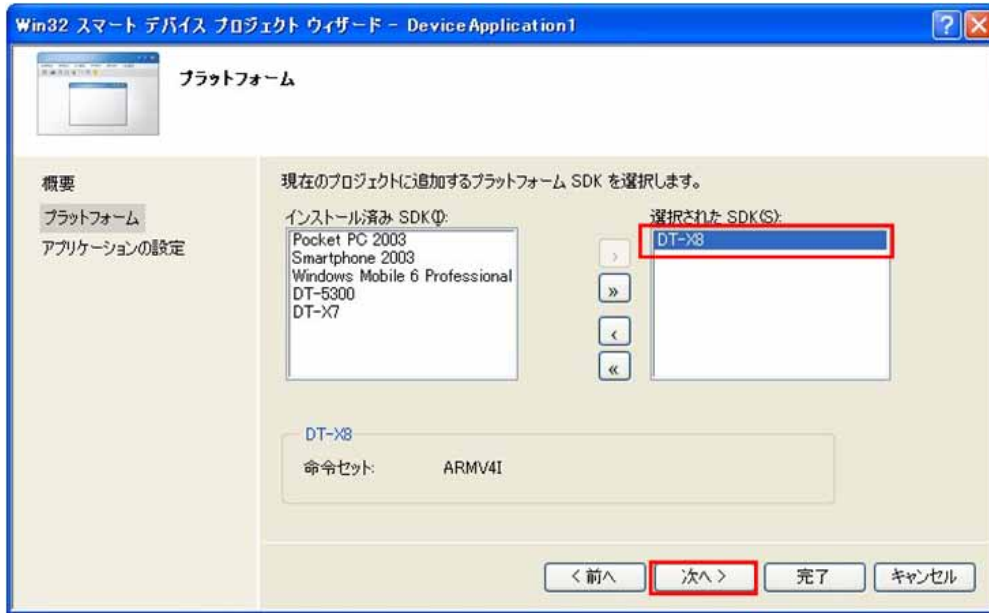 Win32 スマート デバイス プロジェクト ウィザード - DeviceApplication1
プラットフォーム
概要
プラットフォーム
アプリケーションの設定
現在のプロジェクトに追加するプラットフォーム SDK を選択します。
インストール済み SDK(I):
Pocket PC 2003
Smartphone 2003
Windows Mobile 6 Professional
DT-5300
DT-X7
>
»
<
«
選択された SDK(S):
DT-X8
DT-X8
命令セット: ARMV4I
< 前へ
次へ >
完了
キャンセル